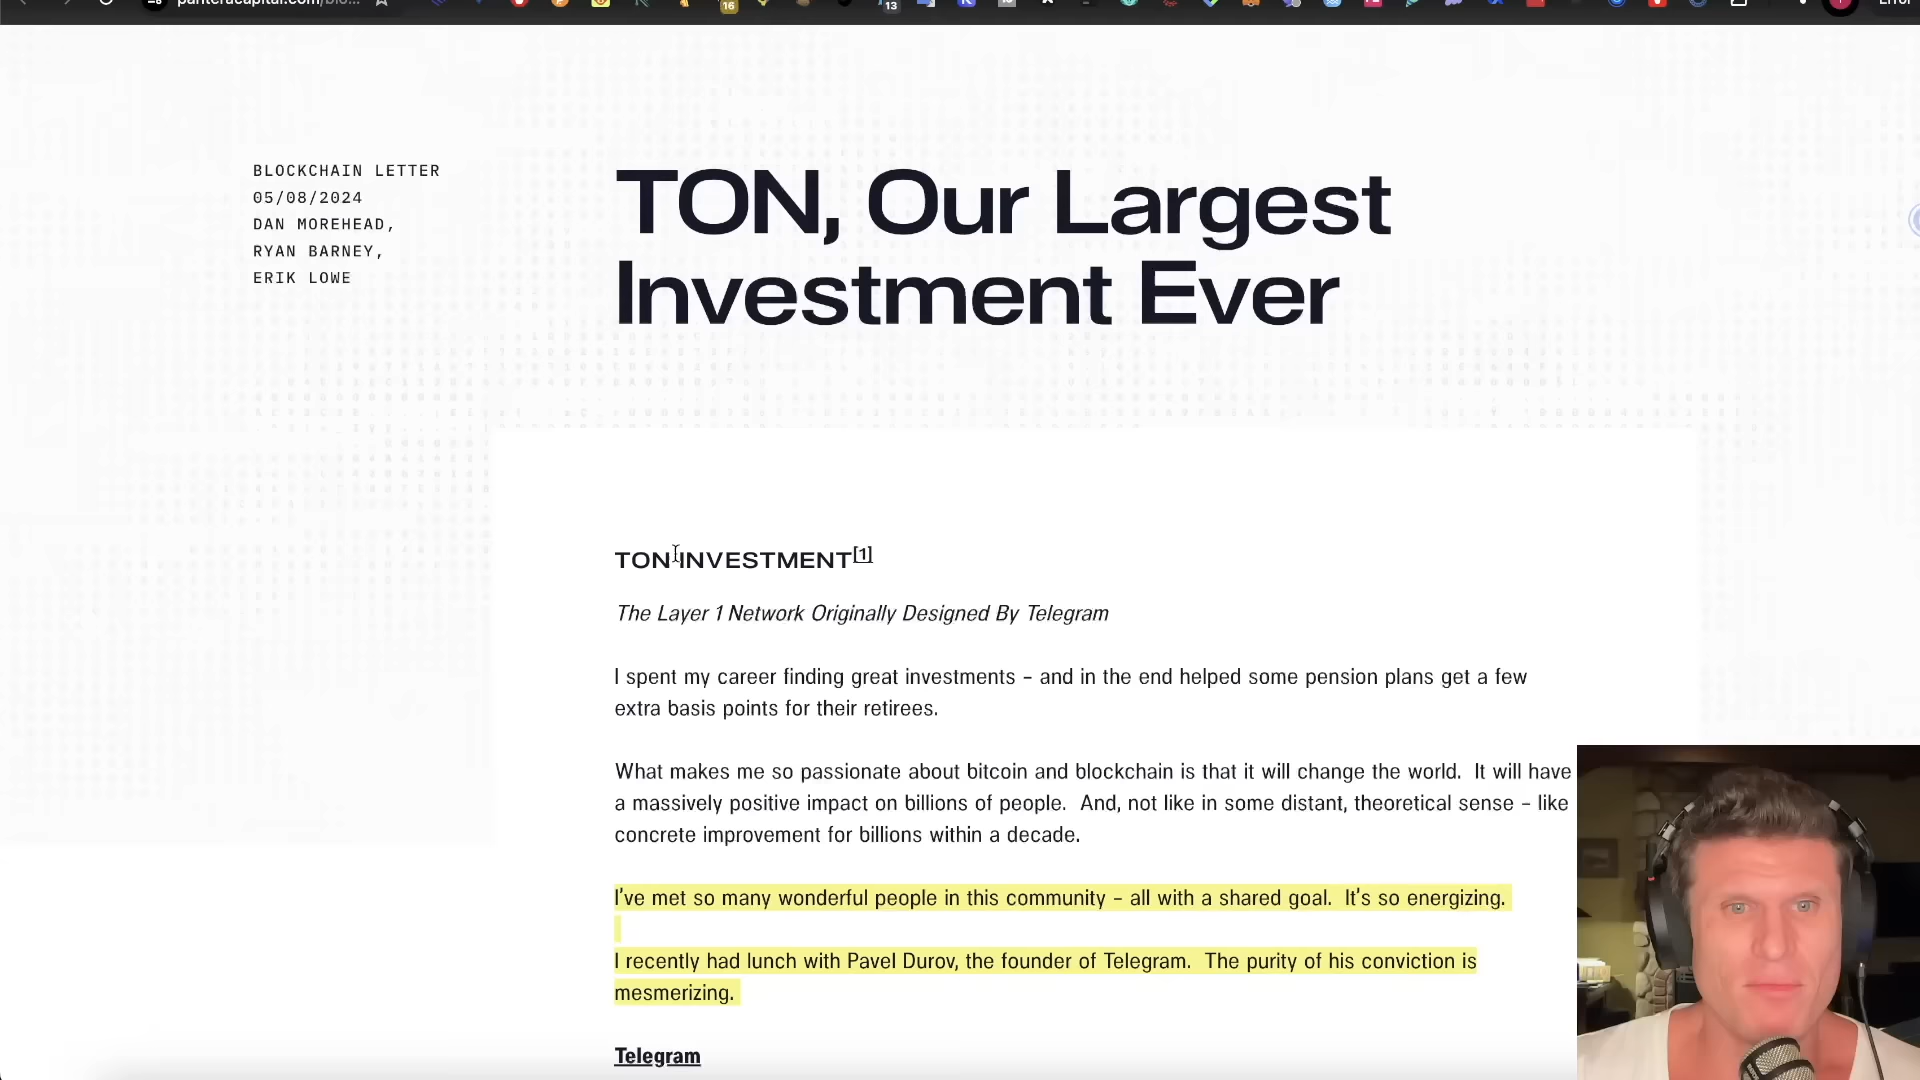 panteracapital.com/blo...
16
13
Error
BLOCKCHAIN LETTER
05/08/2024
DAN MOREHEAD,
RYAN BARNEY,
ERIK LOWE
TON, Our Largest
Investment Ever
TON INVESTMENT[1]
The Layer 1 Network Originally Designed By Telegram
I spent my career finding great investments – and in the end helped some pension plans get a few
extra basis points for their retirees.
What makes me so passionate about bitcoin and blockchain is that it will change the world.  It will have
a massively positive impact on billions of people.  And, not like in some distant, theoretical sense – like
concrete improvement for billions within a decade.
I've met so many wonderful people in this community – all with a shared goal.  It's so energizing.
I recently had lunch with Pavel Durov, the founder of Telegram.  The purity of his conviction is
mesmerizing.
Telegram